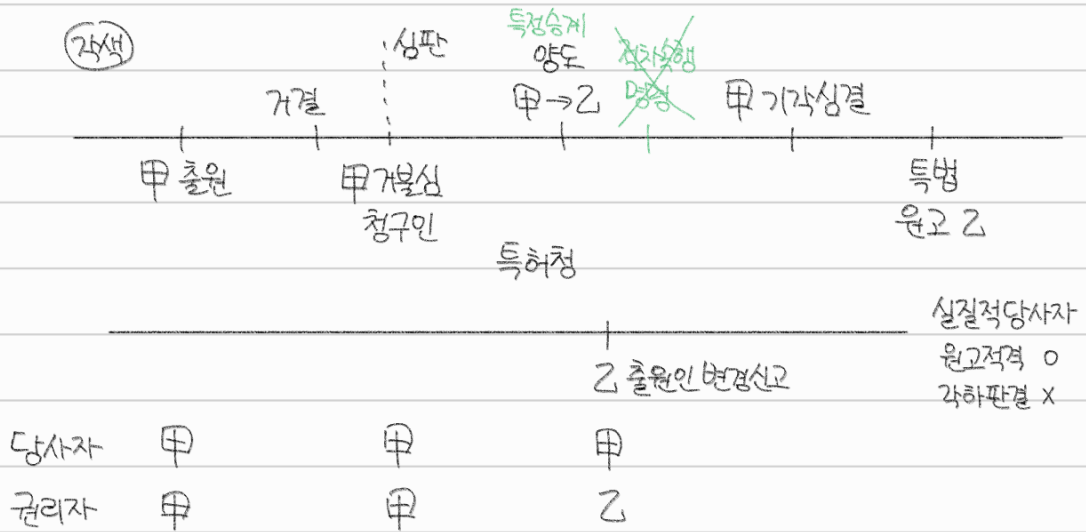 각색
심판
특정승계
양도
甲→乙
절차속행
명령
거절
甲 기각심결
甲 출원
甲 거불심
청구인
특법
원고 乙
특허청
乙 출원인변경신고
실질적당사자
원고적격 O
각하판결 X
당사자 甲 甲 甲
권리자 甲 甲 乙